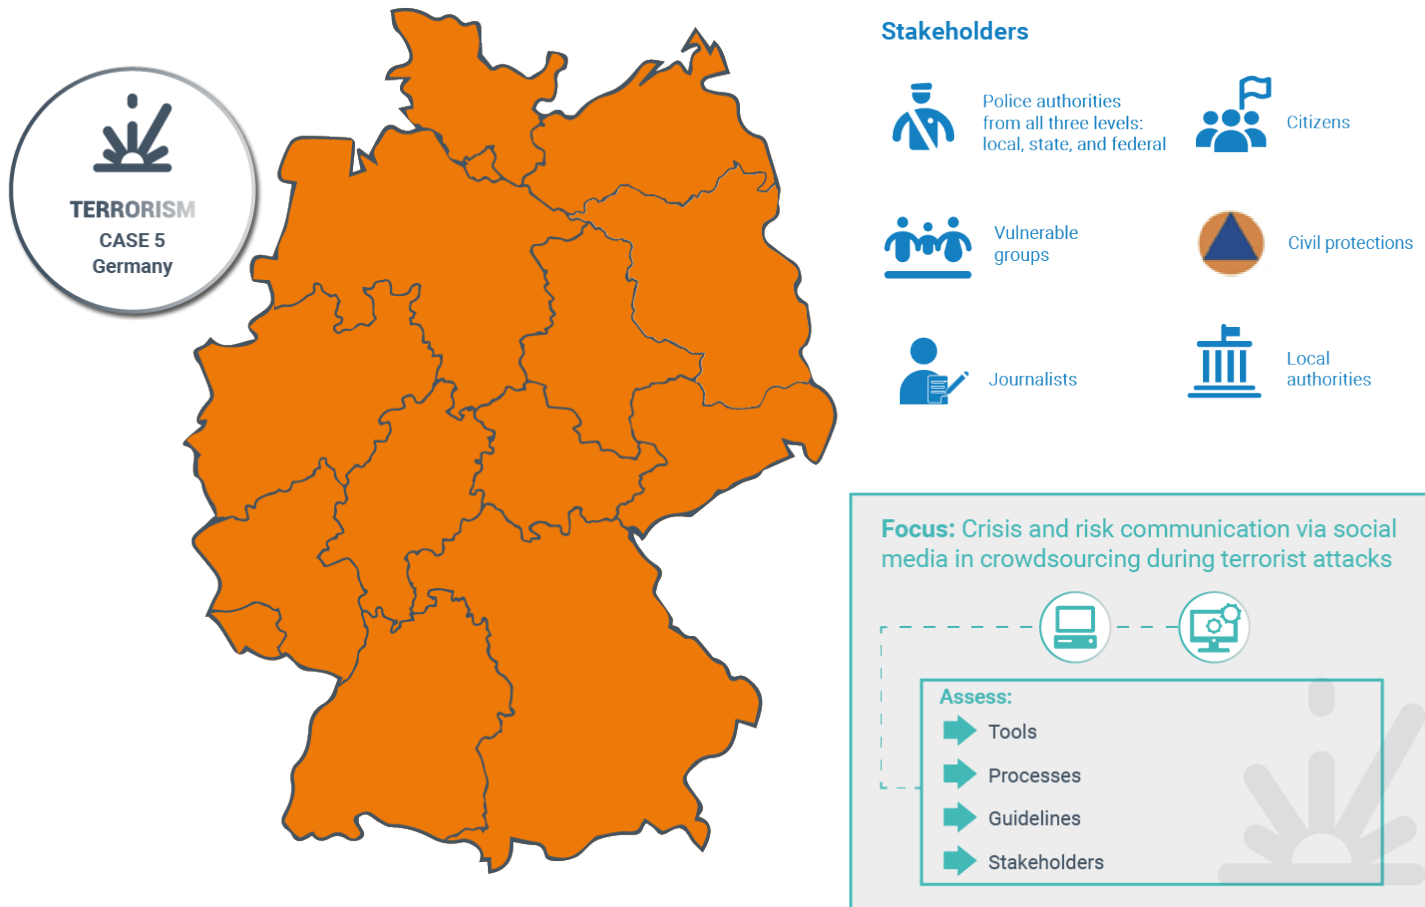 TERRORISM
CASE 5
Germany
Stakeholders
Police authorities
from all three levels:
local, state, and federal
Citizens
Vulnerable
groups
Civil protections
Journalists
Local
authorities
Focus: Crisis and risk communication via social
media in crowdsourcing during terrorist attacks
Assess:
Tools
Processes
Guidelines
Stakeholders